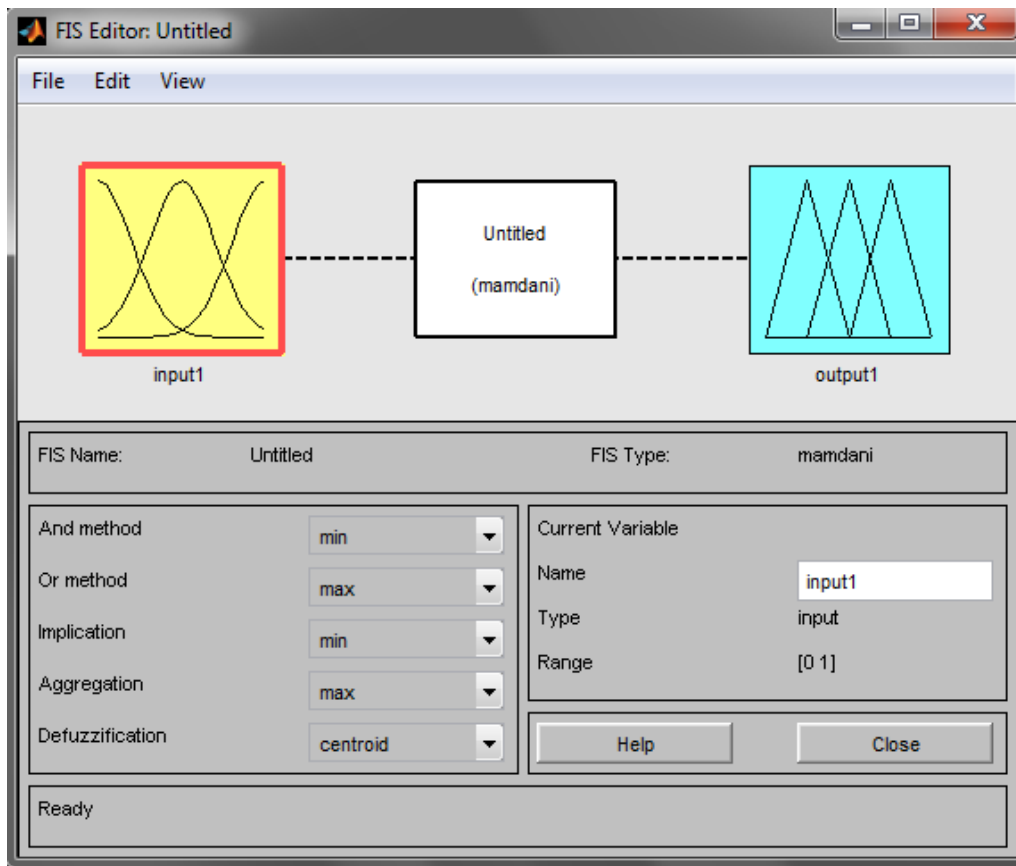 FIS Editor: Untitled
File Edit View
Untitled
(mamdani)
input1
output1
FIS Name: Untitled FIS Type: mamdani
And method min
Or method max
Implication min
Aggregation max
Defuzzification centroid
Current Variable
Name input1
Type input
Range [0 1]
Help Close
Ready